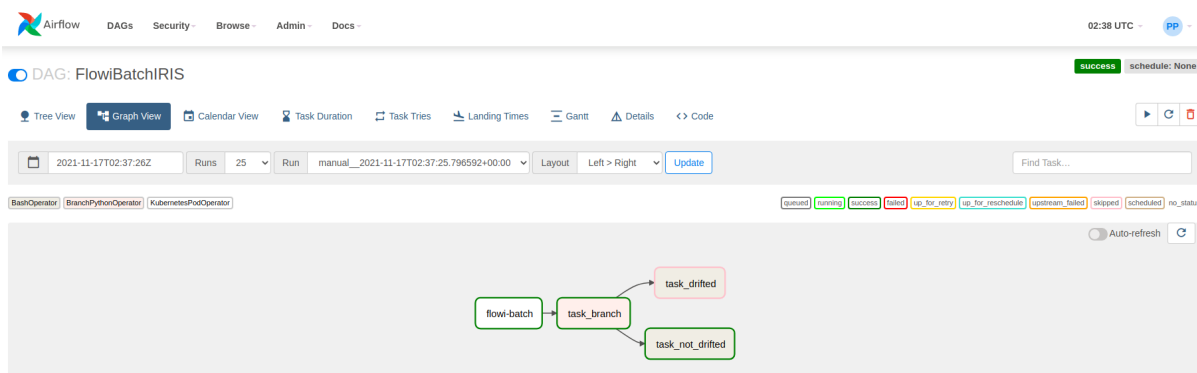 Airflow DAGs Security Browse Admin Docs 02:38 UTC PP
DAG: FlowiBatchIRIS success schedule: None
Tree View Graph View Calendar View Task Duration Task Tries Landing Times Gantt Details Code
2021-11-17T02:37:26Z Runs 25 Run manual__2021-11-17T02:37:25.796592+00:00 Layout Left > Right Update Find Task...
BashOperator BranchPythonOperator KubernetesPodOperator queued running success failed up_for_retry up_for_reschedule upstream_failed skipped scheduled no_statu
Auto-refresh
task_drifted
flowi-batch task_branch
task_not_drifted